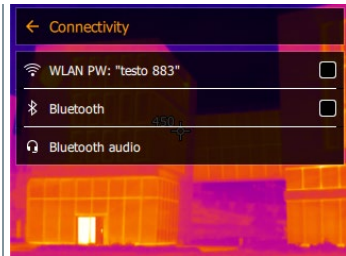 Connectivity
WLAN PW: "testo 883"
Bluetooth
450
Bluetooth audio